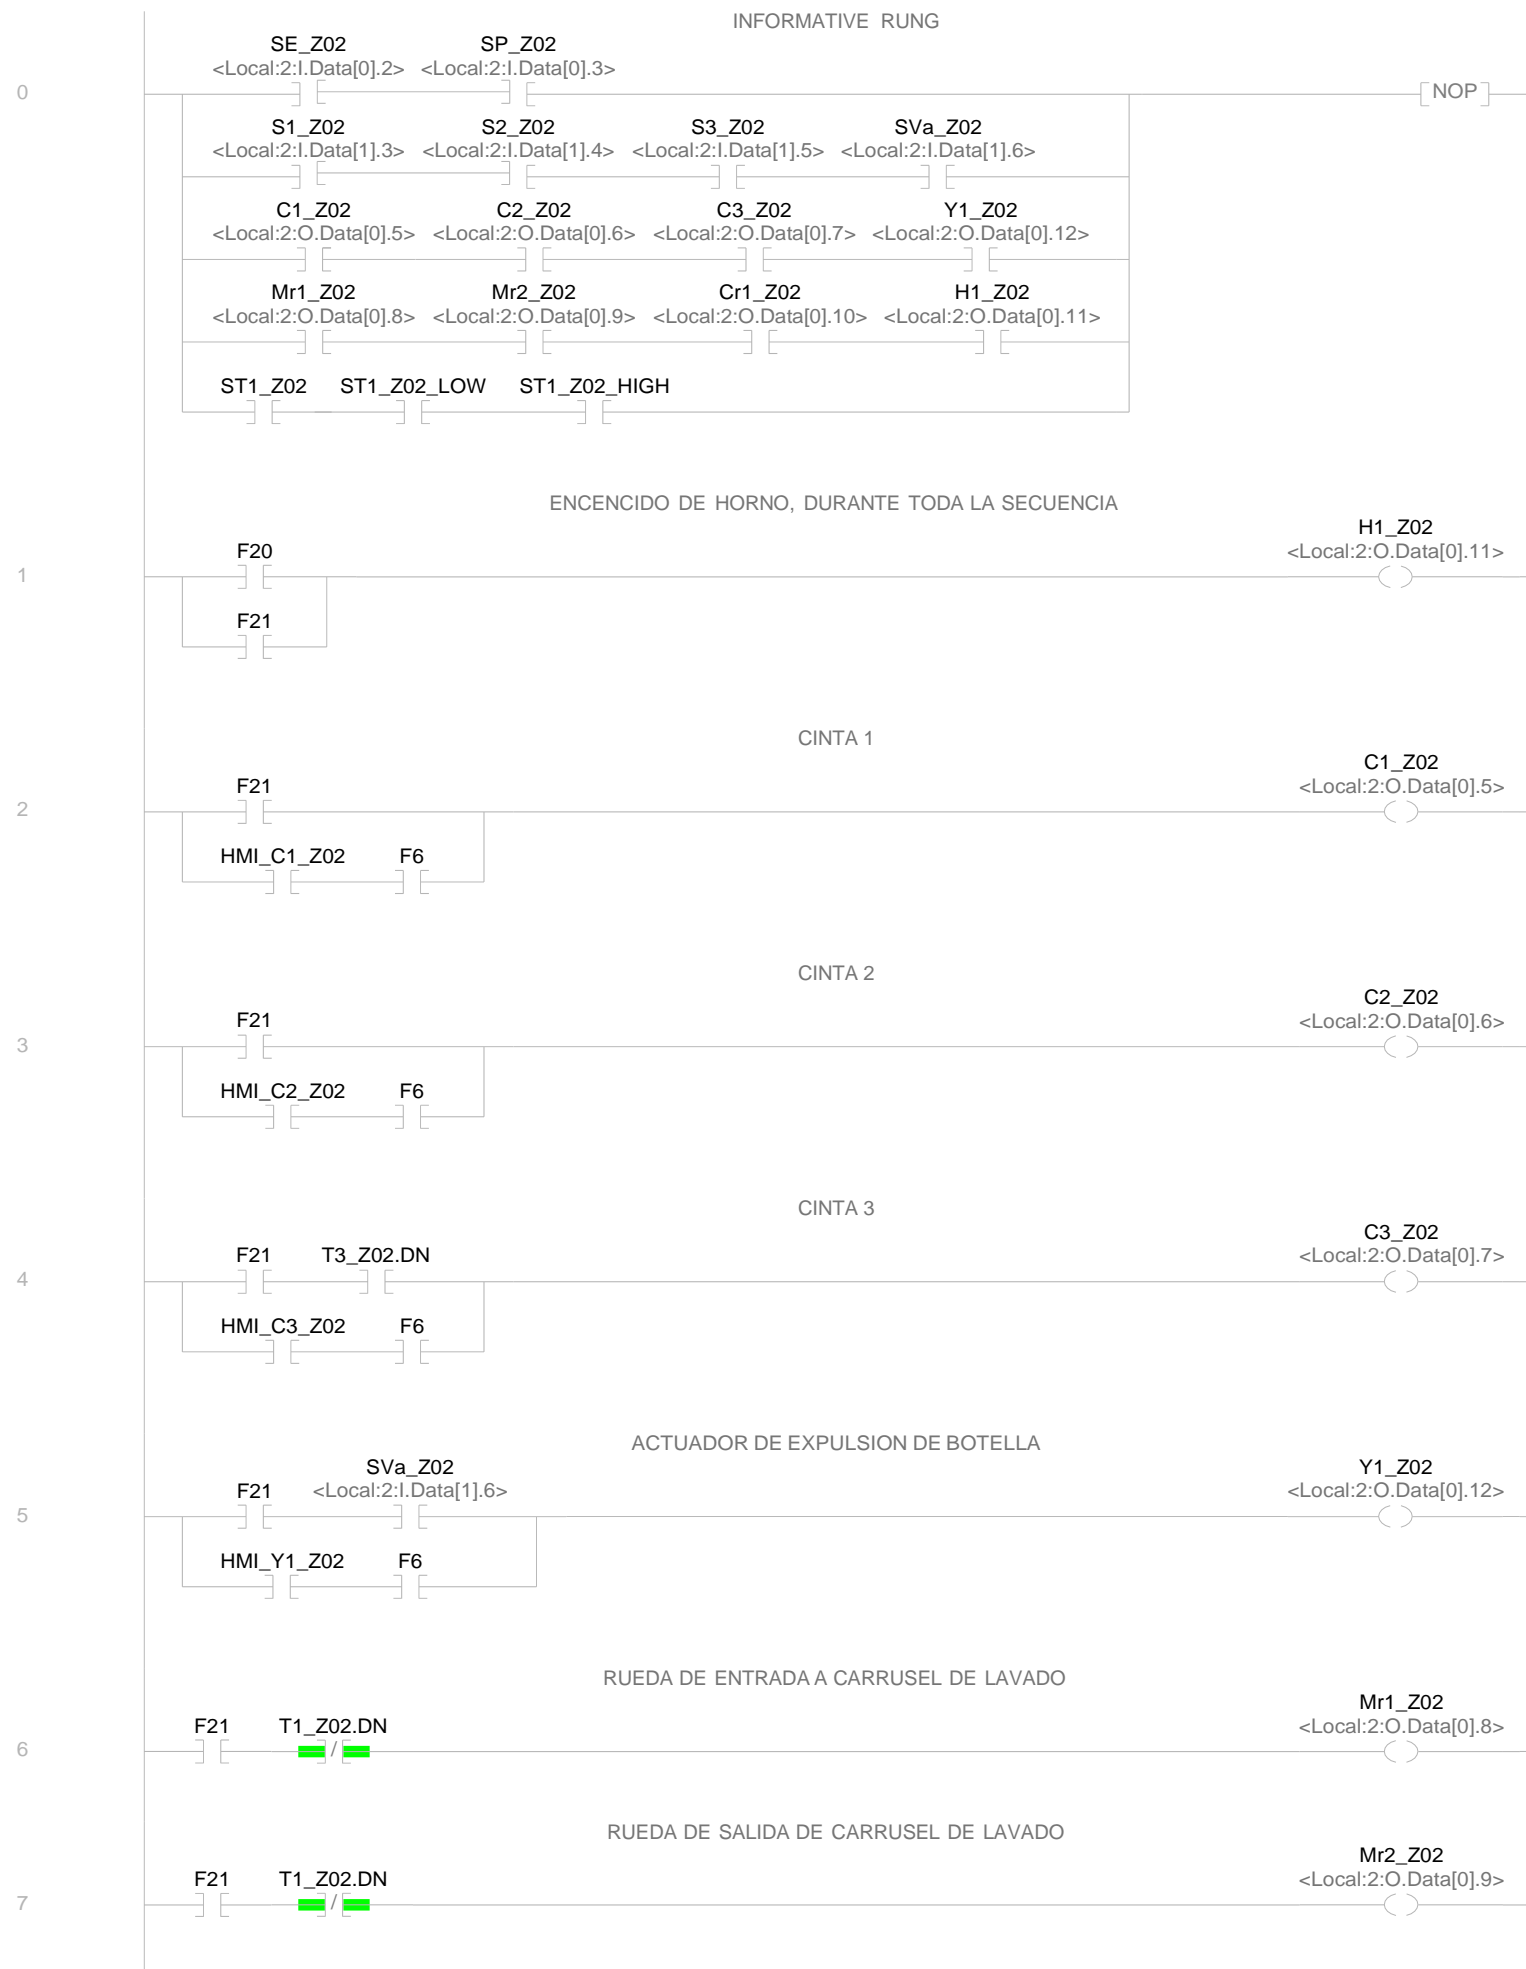 INFORMATIVE RUNG
SE_Z02 SP_Z02
<Local:2:I.Data[0].2> <Local:2:I.Data[0].3>
0 NOP
S1_Z02 S2_Z02 S3_Z02 SVa_Z02
<Local:2:I.Data[1].3> <Local:2:I.Data[1].4> <Local:2:I.Data[1].5> <Local:2:I.Data[1].6>
C1_Z02 C2_Z02 C3_Z02 Y1_Z02
<Local:2:O.Data[0].5> <Local:2:O.Data[0].6> <Local:2:O.Data[0].7> <Local:2:O.Data[0].12>
Mr1_Z02 Mr2_Z02 Cr1_Z02 H1_Z02
<Local:2:O.Data[0].8> <Local:2:O.Data[0].9> <Local:2:O.Data[0].10> <Local:2:O.Data[0].11>
ST1_Z02 ST1_Z02_LOW ST1_Z02_HIGH
ENCENCIDO DE HORNO, DURANTE TODA LA SECUENCIA
H1_Z02
F20 <Local:2:O.Data[0].11>
1
F21
CINTA 1
C1_Z02
F21 <Local:2:O.Data[0].5>
2
HMI_C1_Z02 F6
CINTA 2
C2_Z02
F21 <Local:2:O.Data[0].6>
3
HMI_C2_Z02 F6
CINTA 3
C3_Z02
F21 T3_Z02.DN <Local:2:O.Data[0].7>
4
HMI_C3_Z02 F6
ACTUADOR DE EXPULSION DE BOTELLA
SVa_Z02 Y1_Z02
F21 <Local:2:I.Data[1].6> <Local:2:O.Data[0].12>
5
HMI_Y1_Z02 F6
RUEDA DE ENTRADA A CARRUSEL DE LAVADO
Mr1_Z02
F21 T1_Z02.DN <Local:2:O.Data[0].8>
6 /
RUEDA DE SALIDA DE CARRUSEL DE LAVADO
Mr2_Z02
F21 T1_Z02.DN <Local:2:O.Data[0].9>
7 /